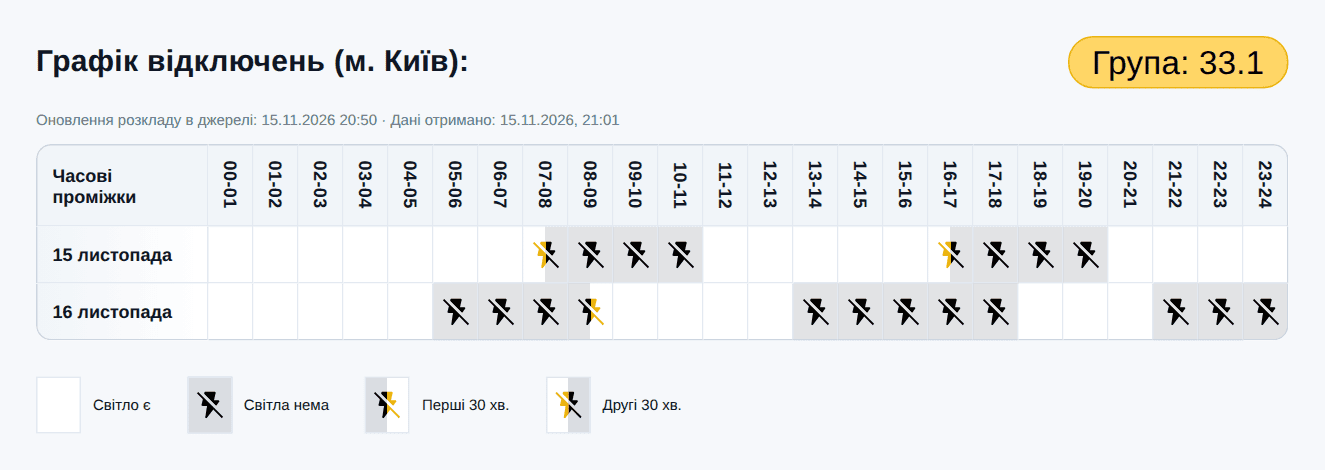 Графік відключень (м. Київ):
Група: 33.1
Оновлення розкладу в джерелі: 15.11.2026 20:50 · Дані отримано: 15.11.2026, 21:01
Часові
проміжки
00-01
01-02
02-03
03-04
04-05
05-06
06-07
07-08
08-09
09-10
10-11
11-12
12-13
13-14
14-15
15-16
16-17
17-18
18-19
19-20
20-21
21-22
22-23
23-24
15 листопада
16 листопада
Світло є
Світла нема
Перші 30 хв.
Другі 30 хв.